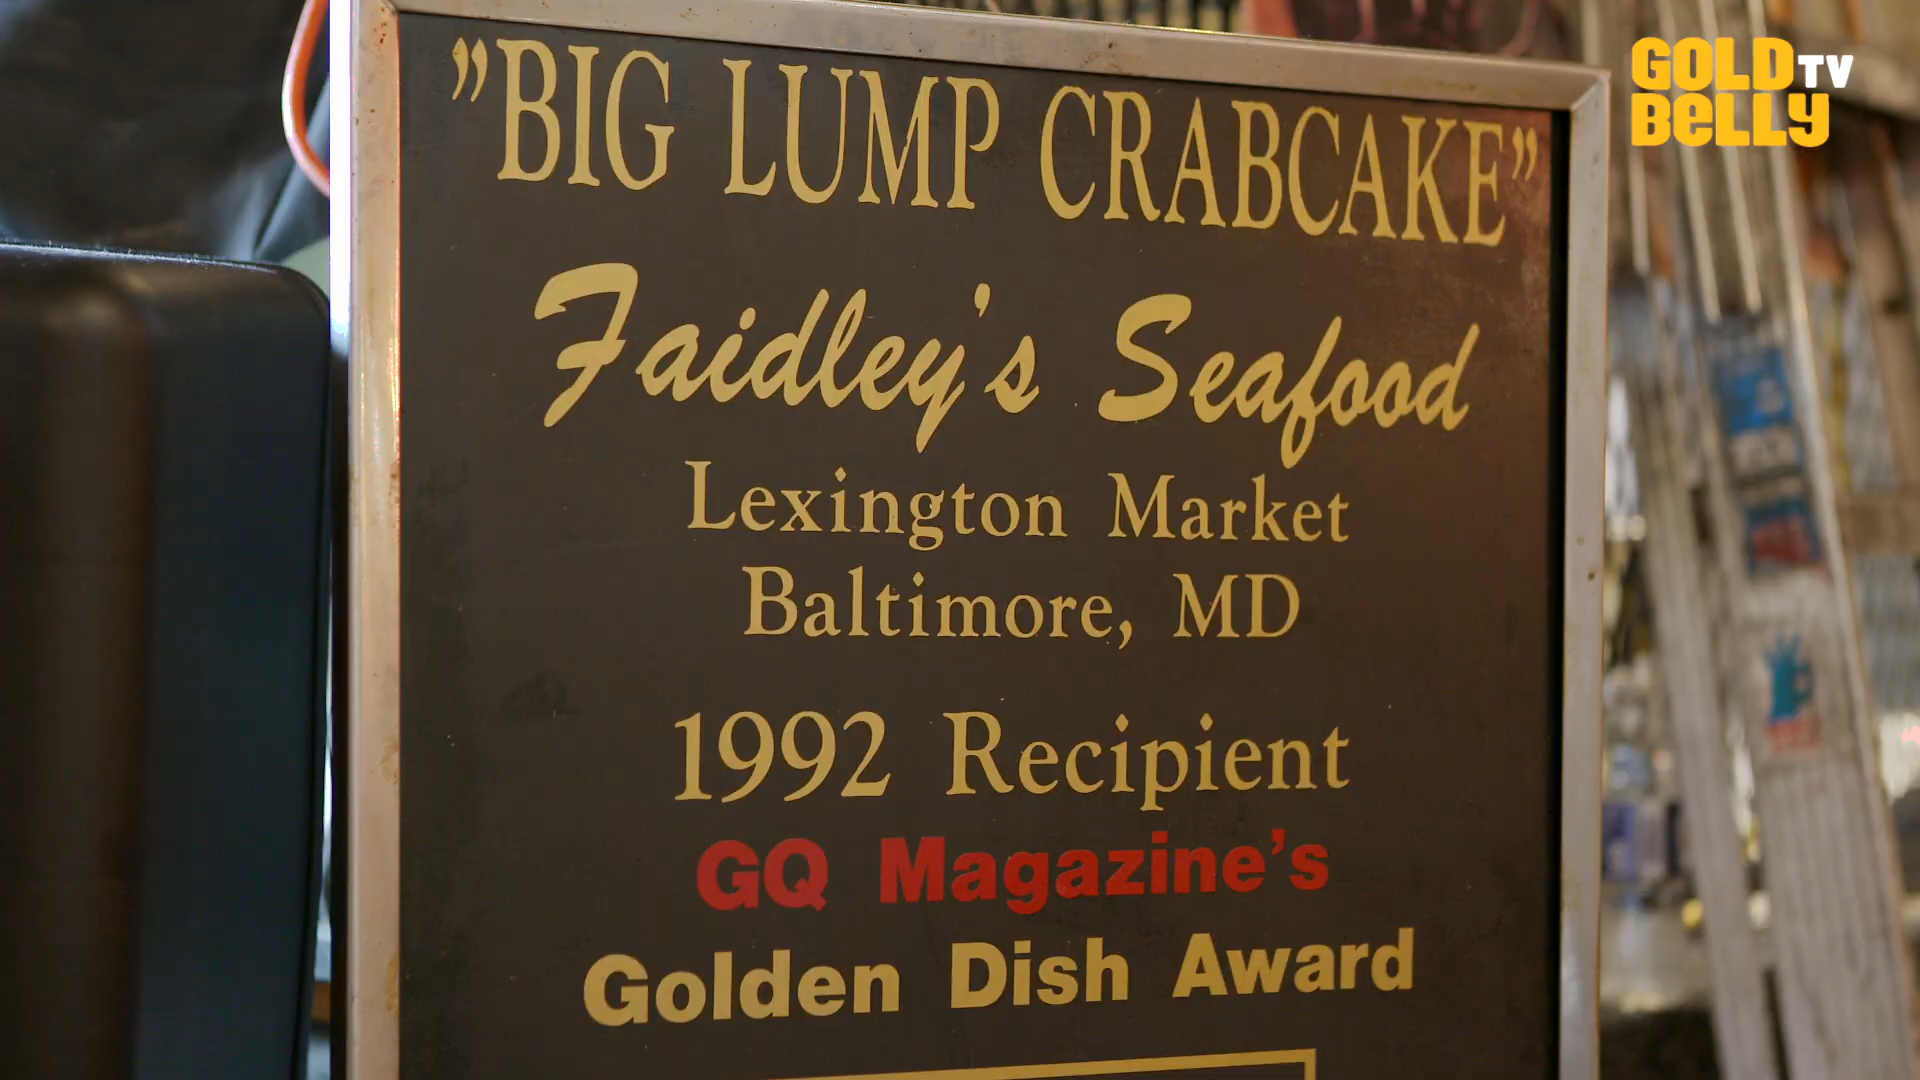 ”BIG LUMP CRABCAKE”
Faidley's Seafood
Lexington Market
Baltimore, MD
1992 Recipient
GQ Magazine's
Golden Dish Award
GOLD TV
BELLY